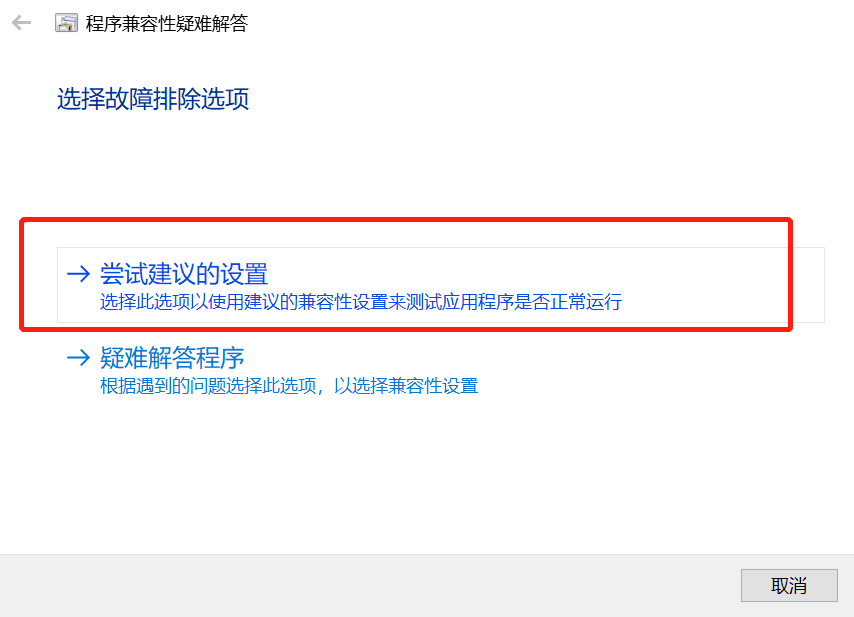 程序兼容性疑难解答
选择故障排除选项
尝试建议的设置
选择此选项以使用建议的兼容性设置来测试应用程序是否正常运行
疑难解答程序
根据遇到的问题选择此选项，以选择兼容性设置
取消